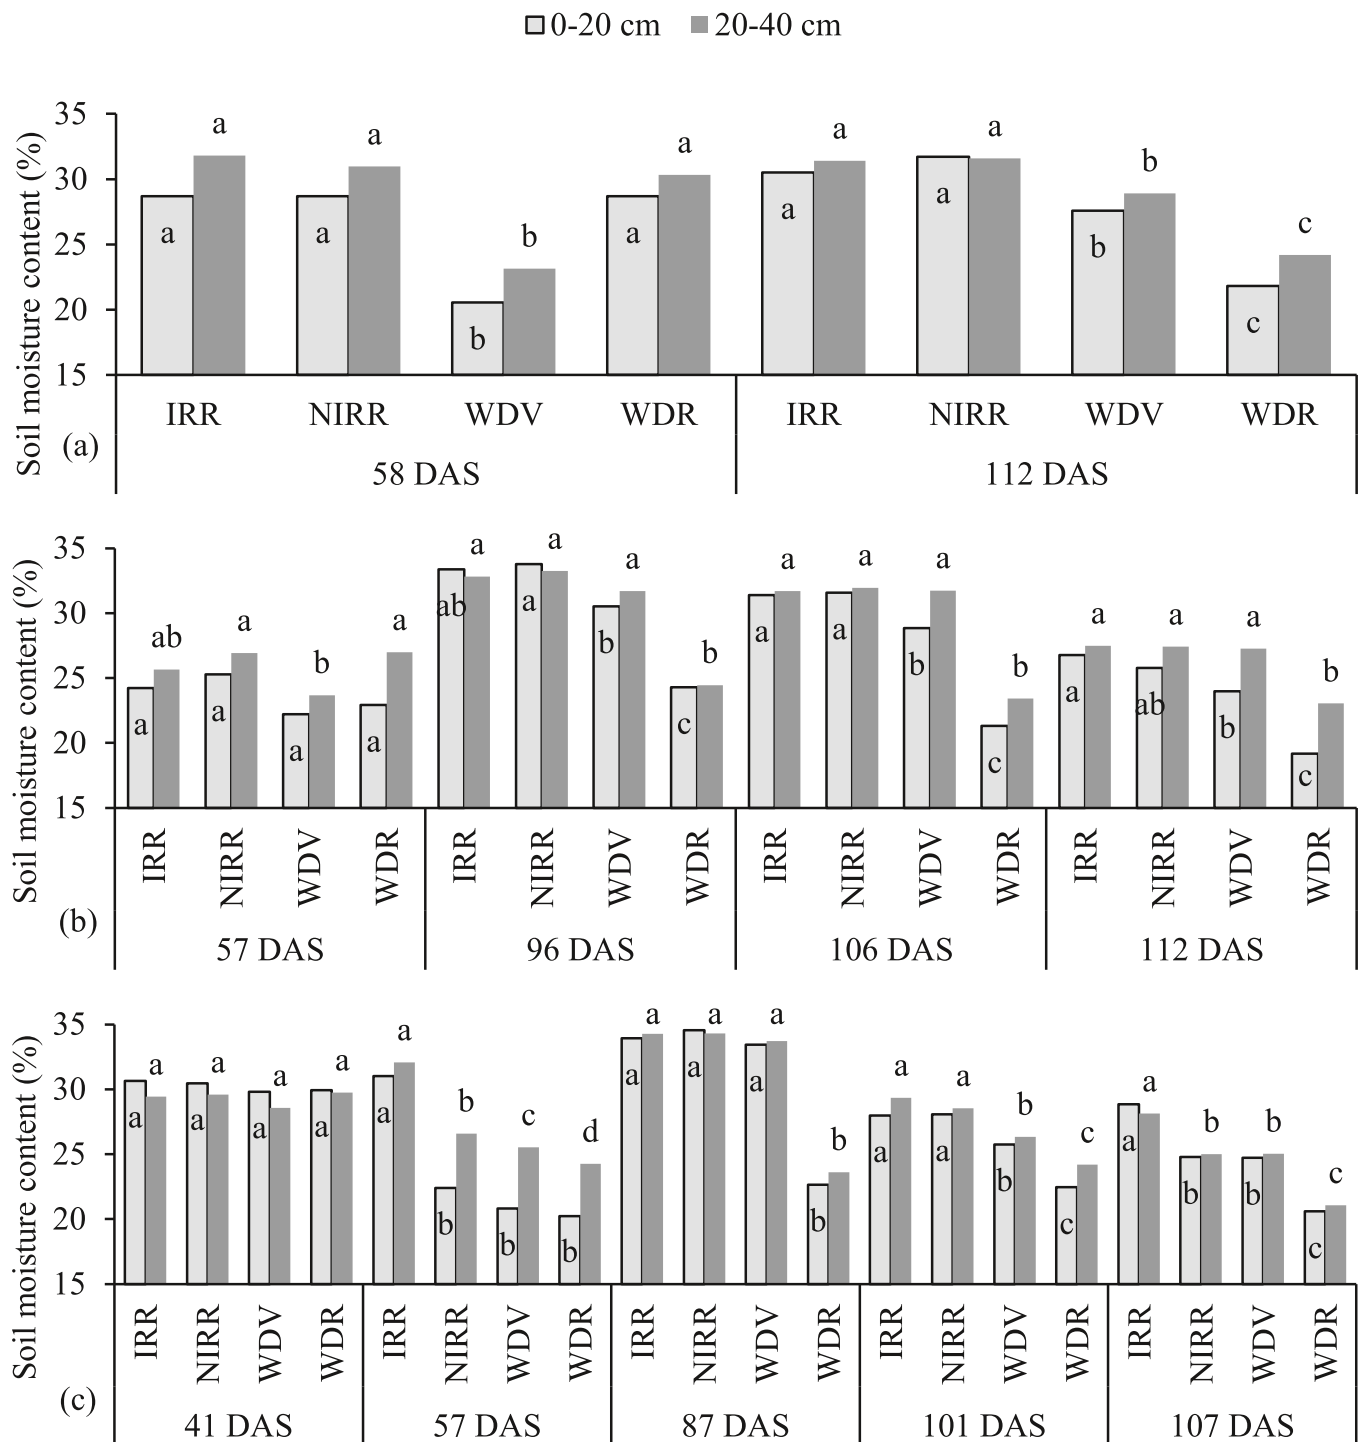 0-20 cm 20-40 cm
Soil moisture content (%)
35
30
25
20
15
a a a a b b a a a a a a b b c c
IRR NIRR WDV WDR IRR NIRR WDV WDR
(a)
58 DAS 112 DAS
Soil moisture content (%)
35
30
25
20
15
a ab a a a b a a ab a a a b a c b a a a a b a c b a a ab a b a c b
IRR NIRR WDV WDR IRR NIRR WDV WDR IRR NIRR WDV WDR IRR NIRR WDV WDR
(b)
57 DAS 96 DAS 106 DAS 112 DAS
Soil moisture content (%)
35
30
25
20
15
a a a a a a a a a a b b b c b d a a a a a a b b a a a a b b c c a a b b b b c c
IRR NIRR WDV WDR IRR NIRR WDV WDR IRR NIRR WDV WDR IRR NIRR WDV WDR IRR NIRR WDV WDR
(c)
41 DAS 57 DAS 87 DAS 101 DAS 107 DAS